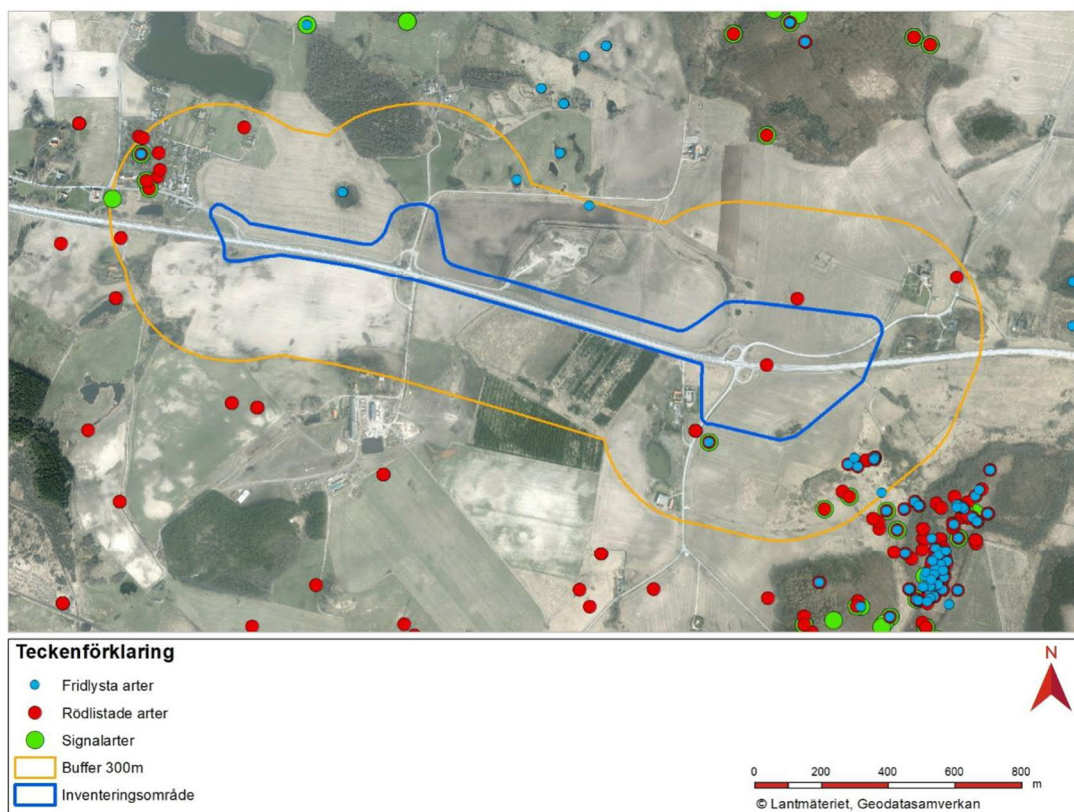 Teckenförklaring
Fridlysta arter
Rödlistade arter
Signalarter
Buffer 300m
Inventeringsområde
N
0 200 400 600 800
m
© Lantmäteriet, Geodatasamverkan